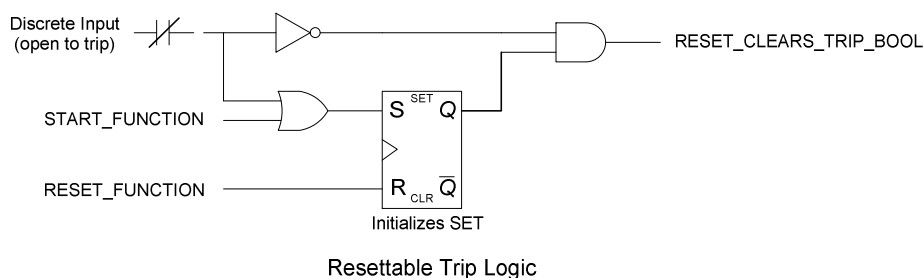 Discrete Input
(open to trip)
RESET_CLEARS_TRIP_BOOL
START_FUNCTION
S SET Q
RESET_FUNCTION
R CLR Q̅
Initializes SET
Resettable Trip Logic